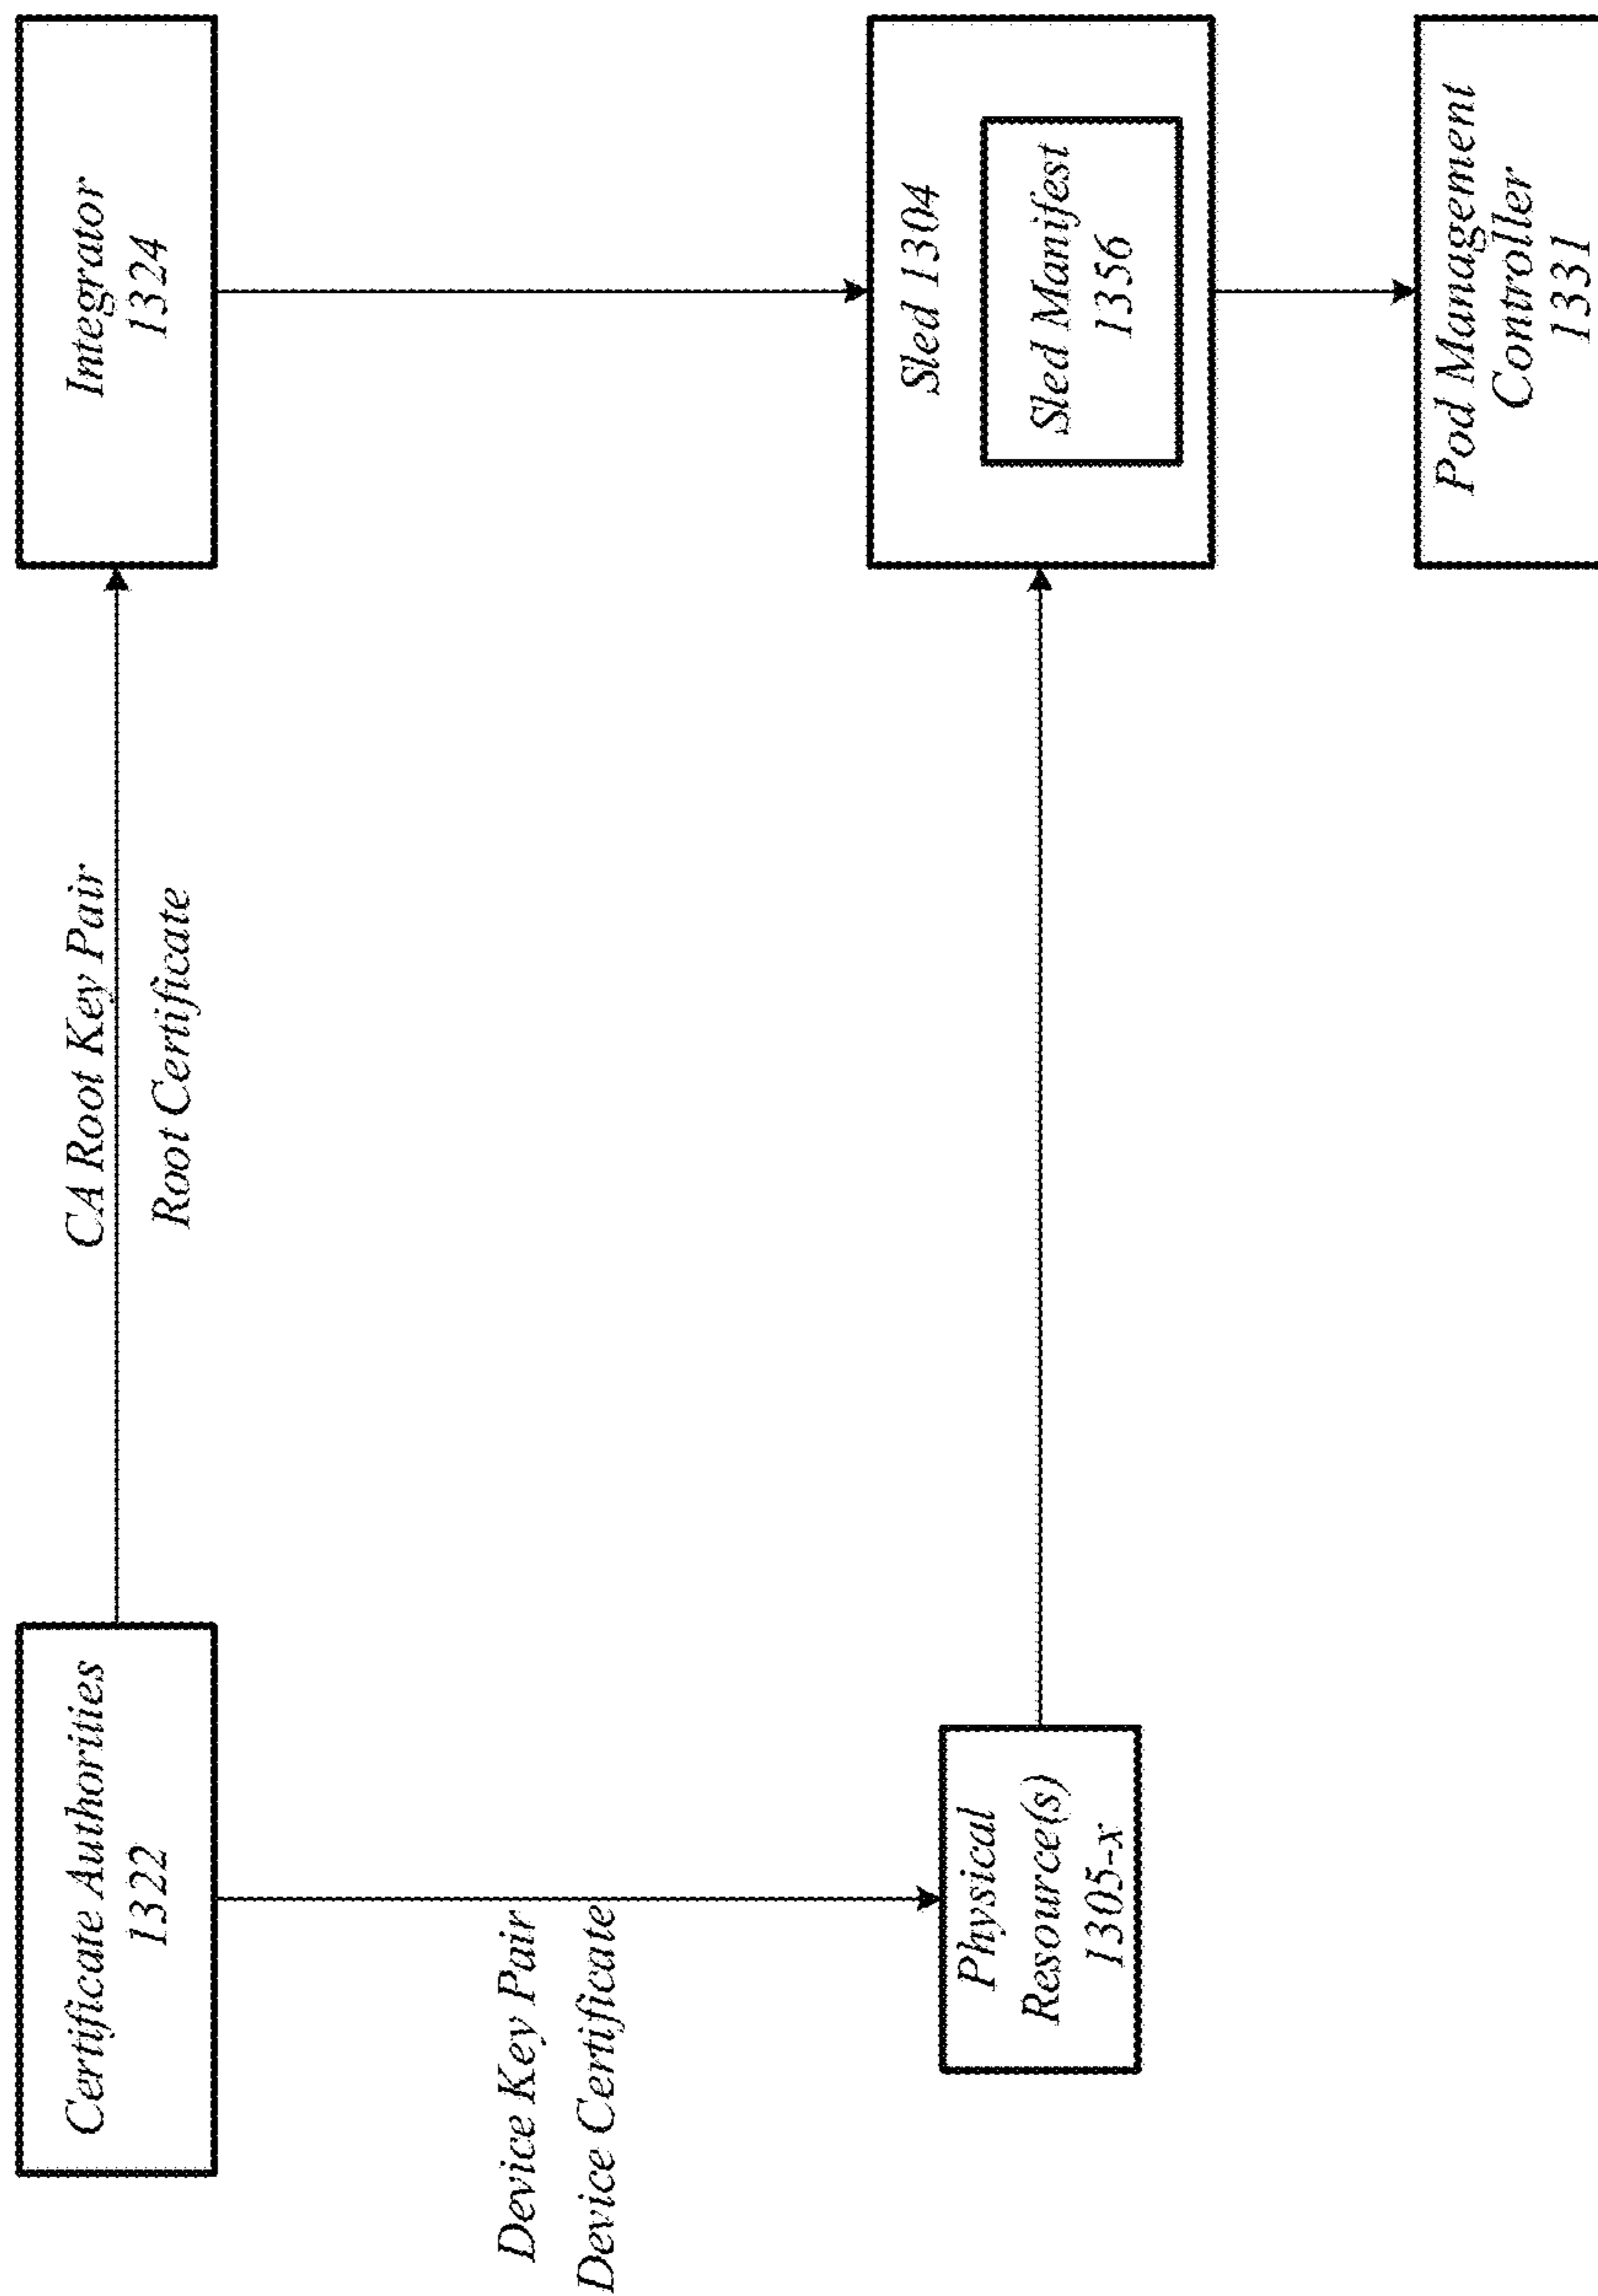 Certificate Authorities
1322
CA Root Key Pair
Root Certificate
Integrator
1324
Device Key Pair
Device Certificate
Physical
Resource(s)
1305-x
Sled 1304
Sled Manifest
1356
Pod Management
Controller
1331